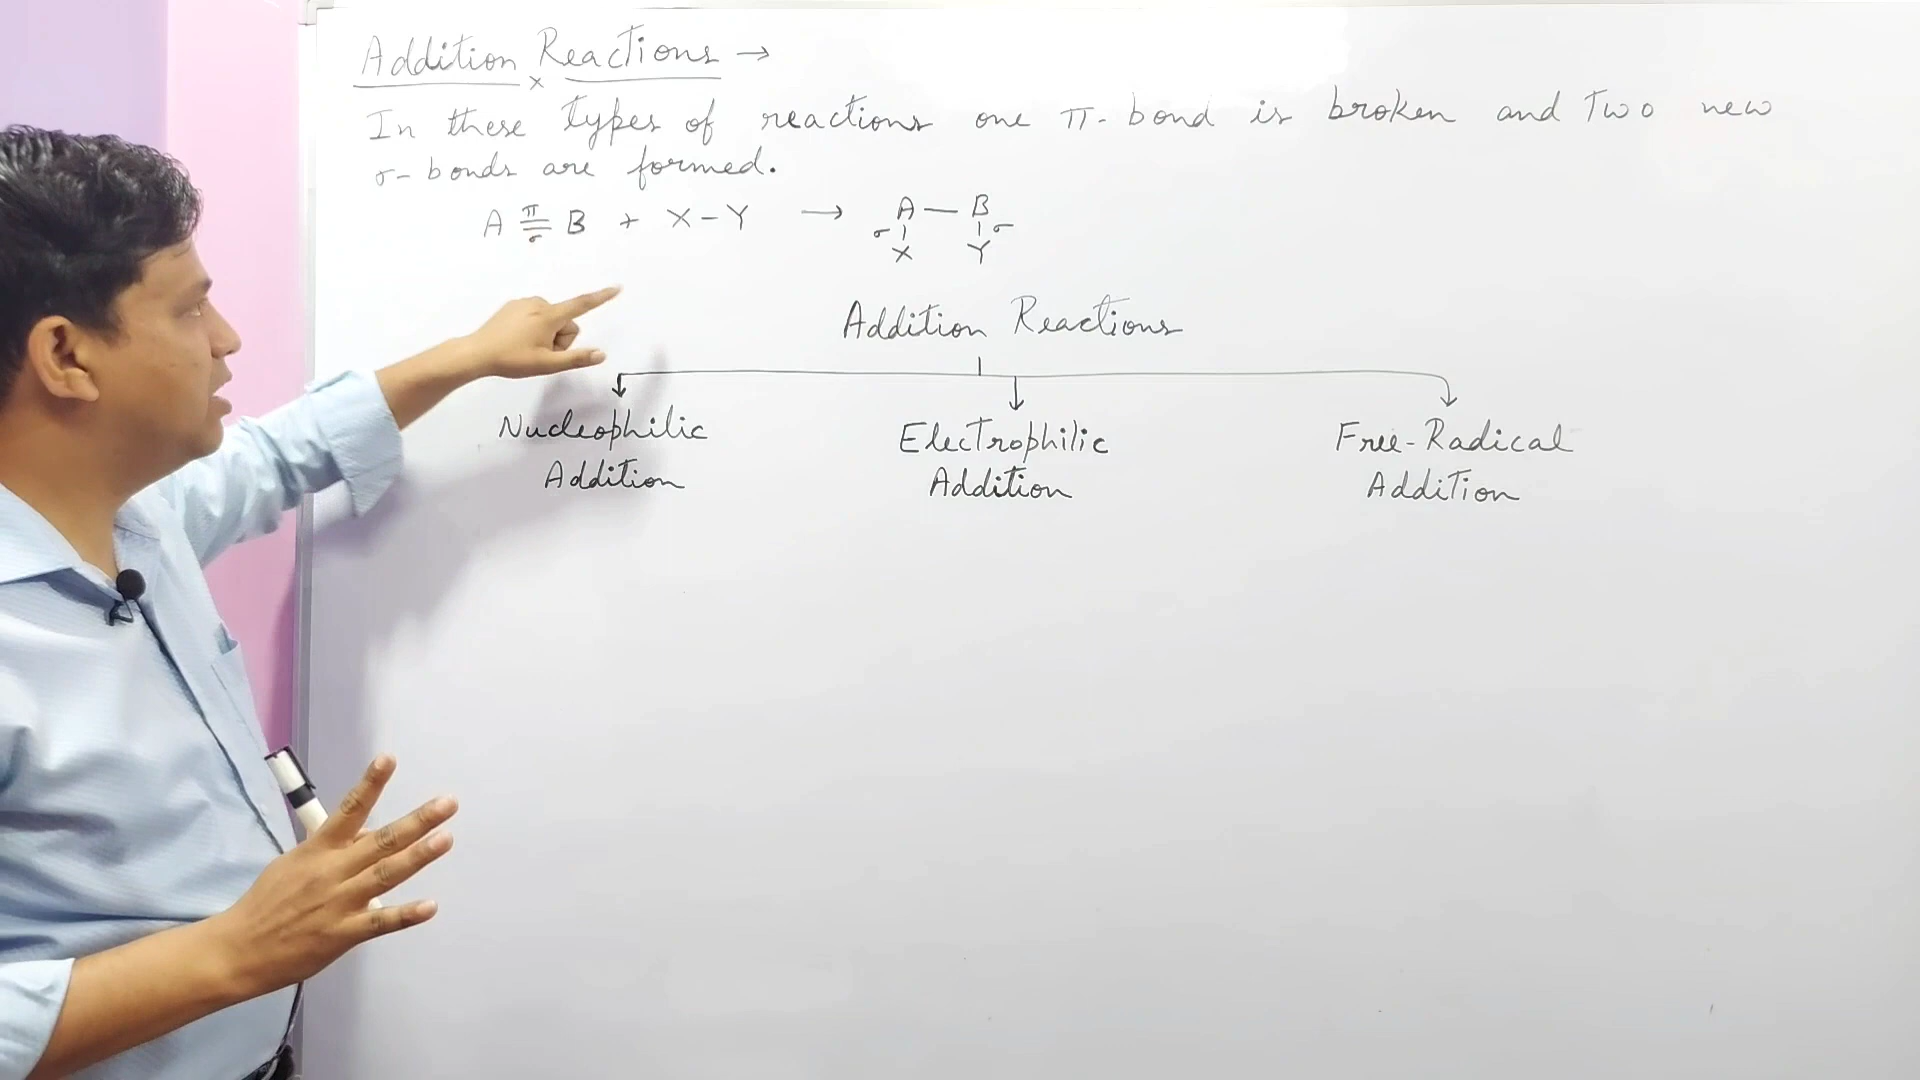 Addition Reactions →
In these types of reactions one π-bond is broken and Two new
σ-bonds are formed.
π
A = B + X-Y → A — B
σ
σ σ
X Y
Addition Reactions
Nucleophilic Electrophilic Free-Radical
Addition Addition Addition